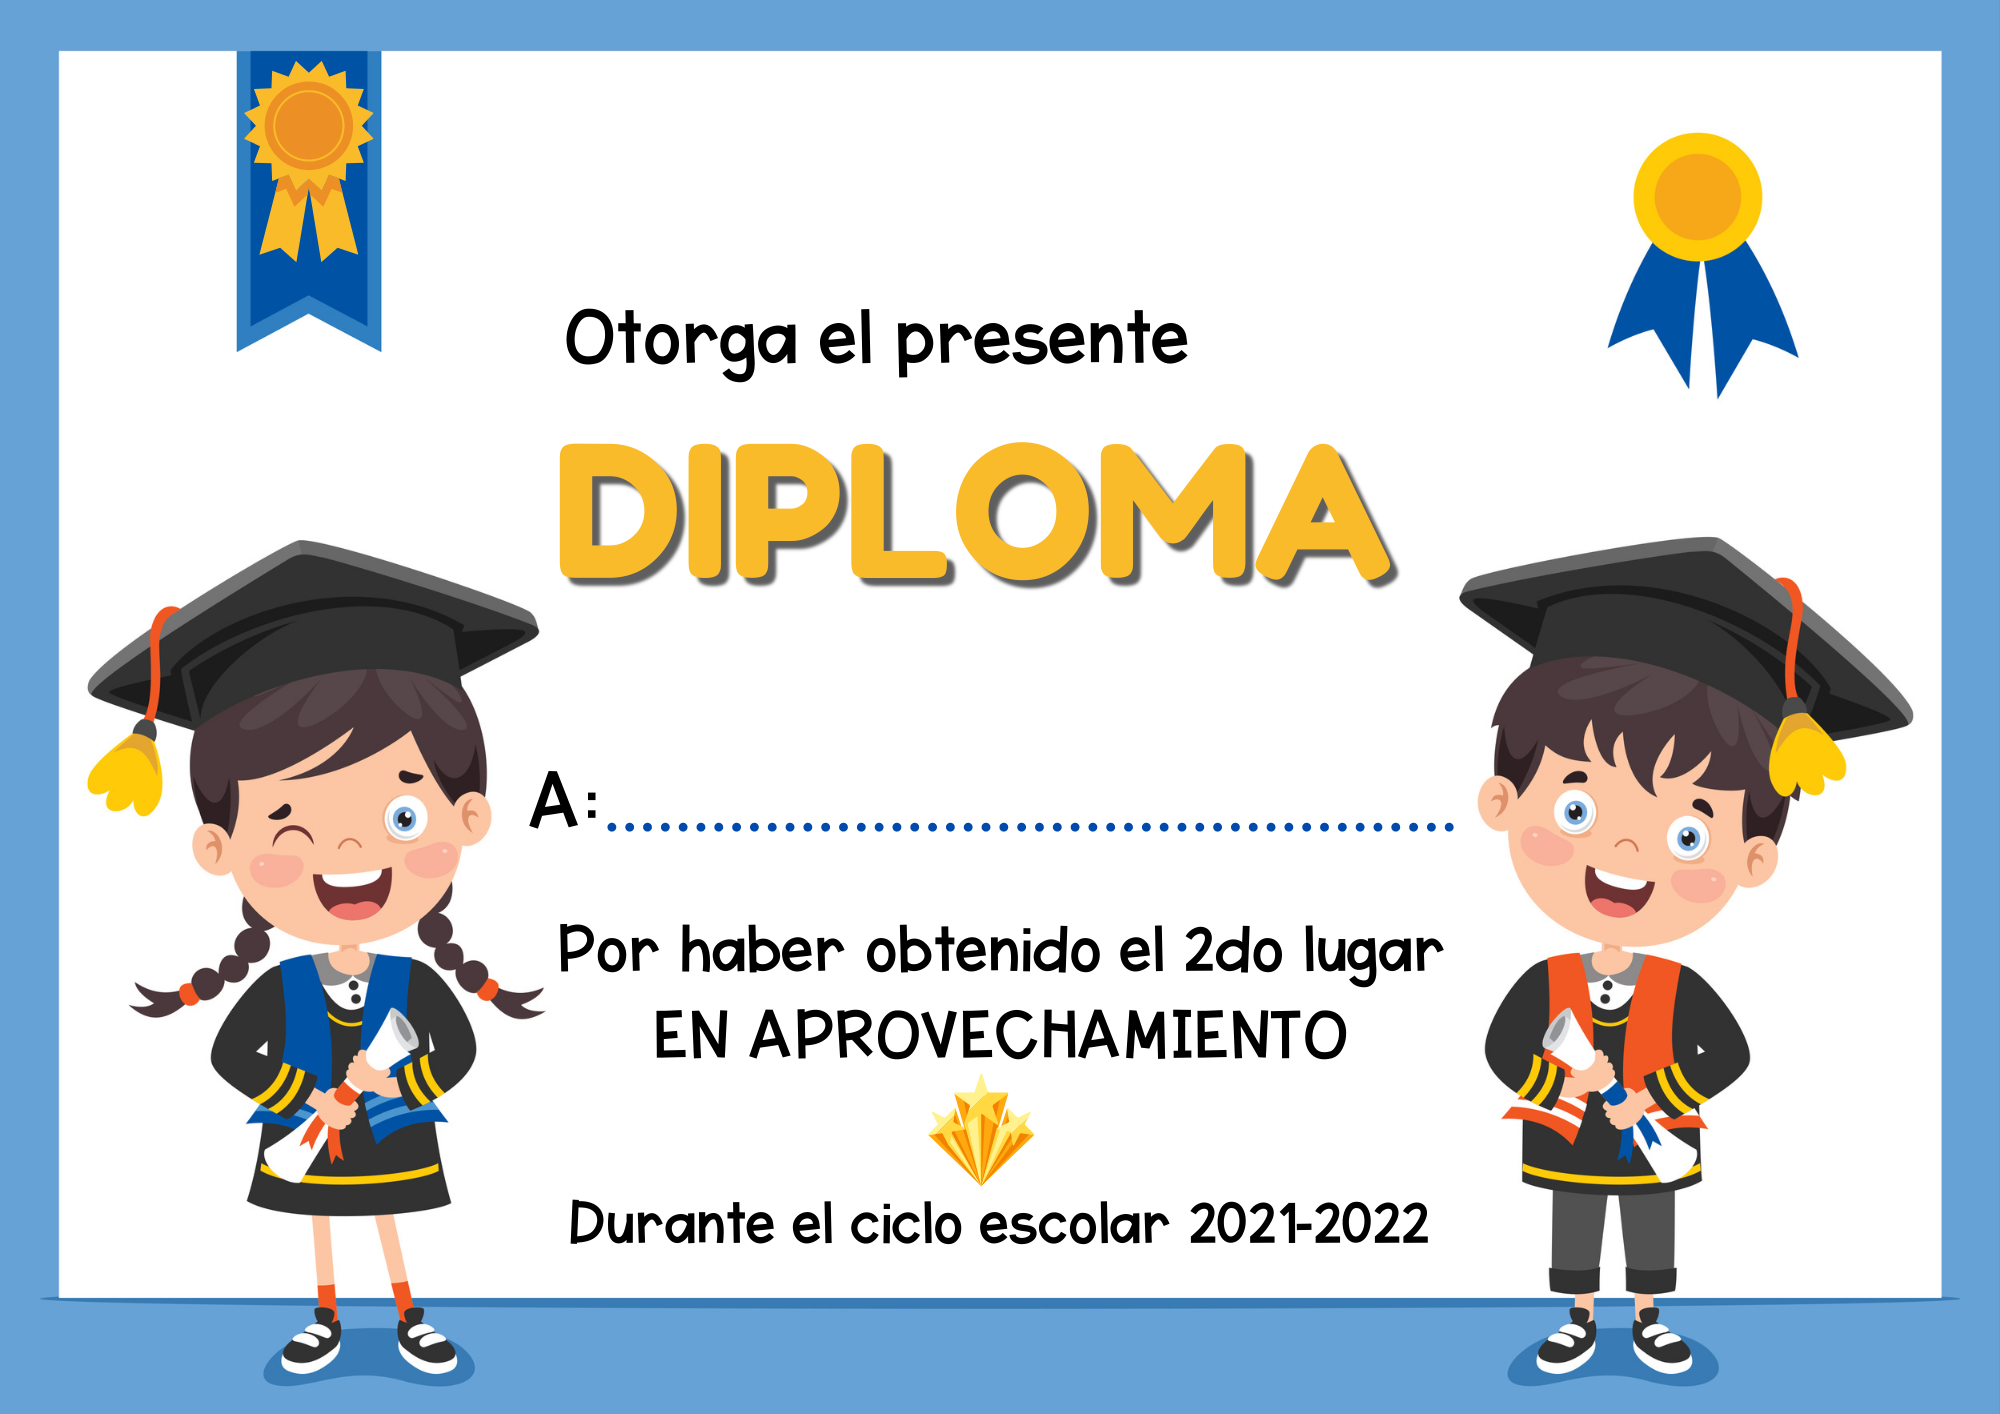 Otorga el presente
DIPLOMA
A:................................................
Por haber obtenido el 2do lugar
EN APROVECHAMIENTO
Durante el ciclo escolar 2021-2022